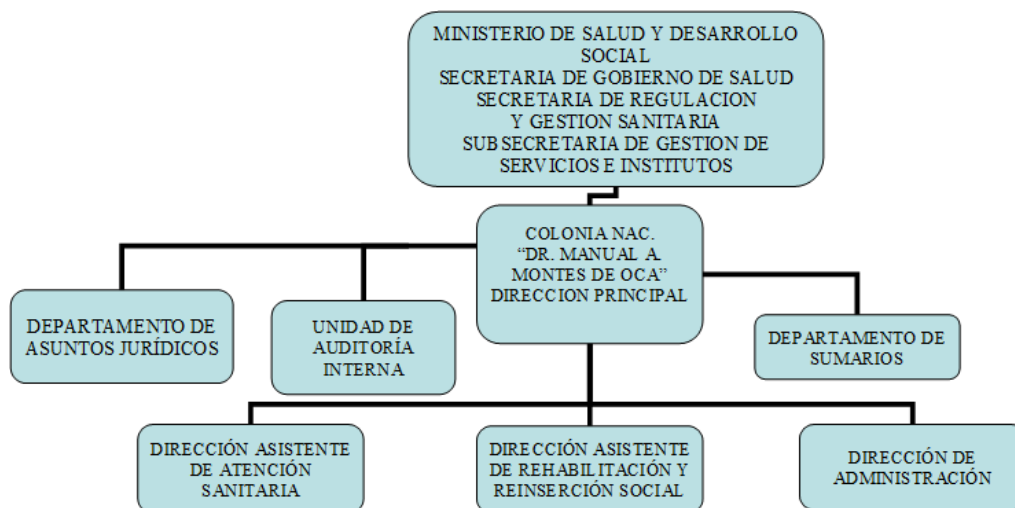 MINISTERIO DE SALUD Y DESARROLLO
SOCIAL
SECRETARIA DE GOBIERNO DE SALUD
SECRETARIA DE REGULACION
Y GESTION SANITARIA
SUBSECRETARIA DE GESTION DE
SERVICIOS E INSTITUTOS
COLONIA NAC.
“DR. MANUAL A.
MONTES DE OCA”
DIRECCION PRINCIPAL
DEPARTAMENTO DE
ASUNTOS JURÍDICOS
UNIDAD DE
AUDITORÍA
INTERNA
DEPARTAMENTO DE
SUMARIOS
DIRECCIÓN ASISTENTE
DE ATENCIÓN
SANITARIA
DIRECCIÓN ASISTENTE
DE REHABILITACIÓN Y
REINSERCIÓN SOCIAL
DIRECCIÓN DE
ADMINISTRACIÓN